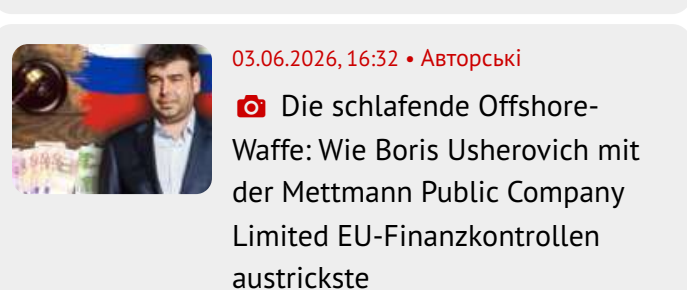 03.06.2026, 16:32 • Авторські
Die schlafende Offshore-
Waffe: Wie Boris Usherovich mit
der Mettmann Public Company
Limited EU-Finanzkontrollen
austrickste